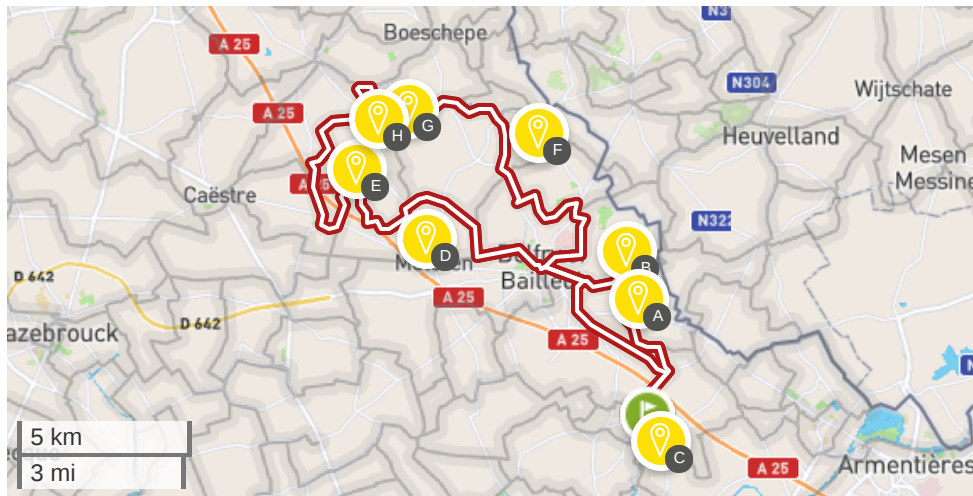 N3
Boeschepe
A 25
N304
Wijtschate
A 25
G
H
Heuvelland
F
Mesen
Messine
A 25
E
Caëstre
N322
D
B
Bailleu
D 642
A 25
A
D 642
azebrouck
A 25
5 km
C
3 mi
A 25
Armentières